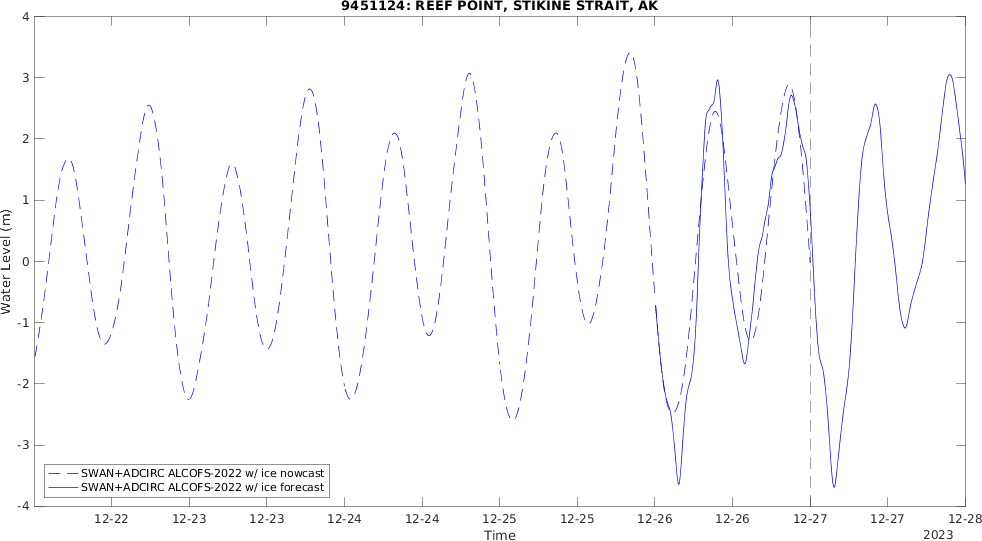 9451124: REEF POINT, STIKINE STRAIT, AK
4
3
2
1
0
-1
-2
-3
-4
Water Level (m)
SWAN+ADCIRC ALCOFS-2022 w/ ice nowcast
SWAN+ADCIRC ALCOFS-2022 w/ ice forecast
12-22 12-23 12-23 12-24 12-24 12-25 12-25 12-26 12-26 12-27 12-27 12-28
Time
2023